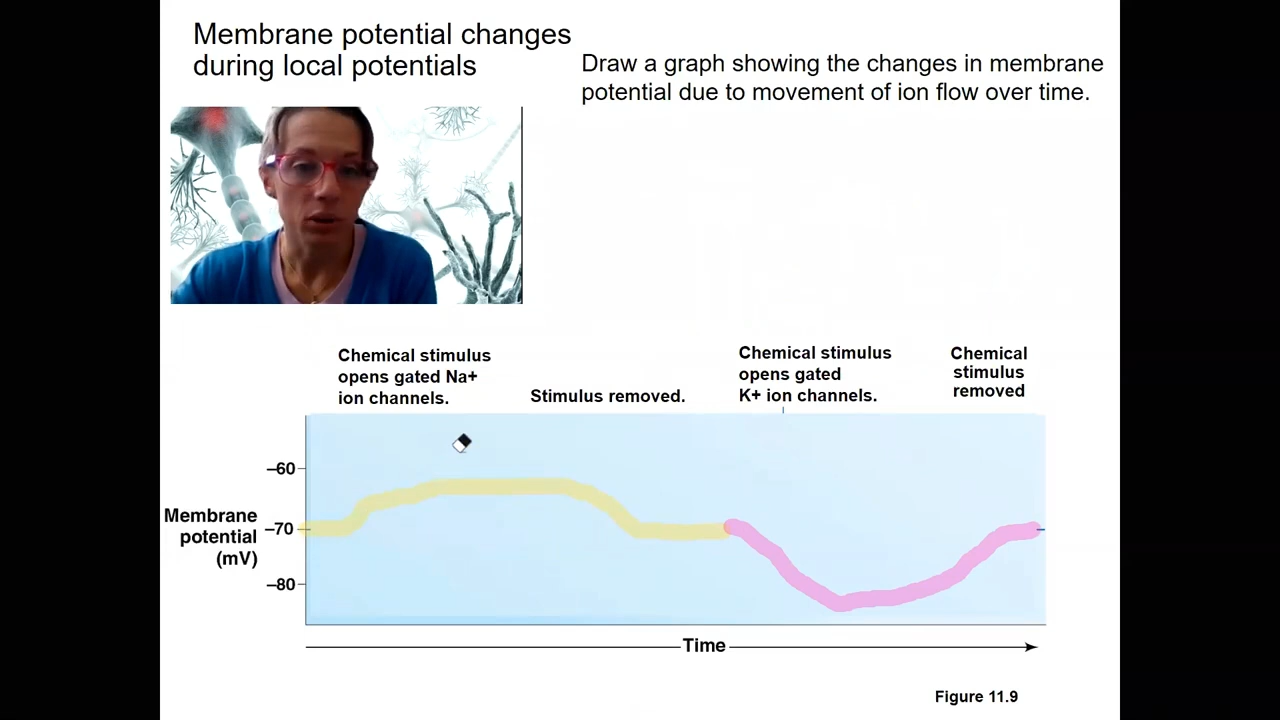 Membrane potential changes
during local potentials
Draw a graph showing the changes in membrane
potential due to movement of ion flow over time.
Chemical stimulus
opens gated Na+
ion channels.
Stimulus removed.
Chemical stimulus
opens gated
K+ ion channels.
Chemical
stimulus
removed
–60
–70
–80
Membrane
potential
(mV)
Time
Figure 11.9